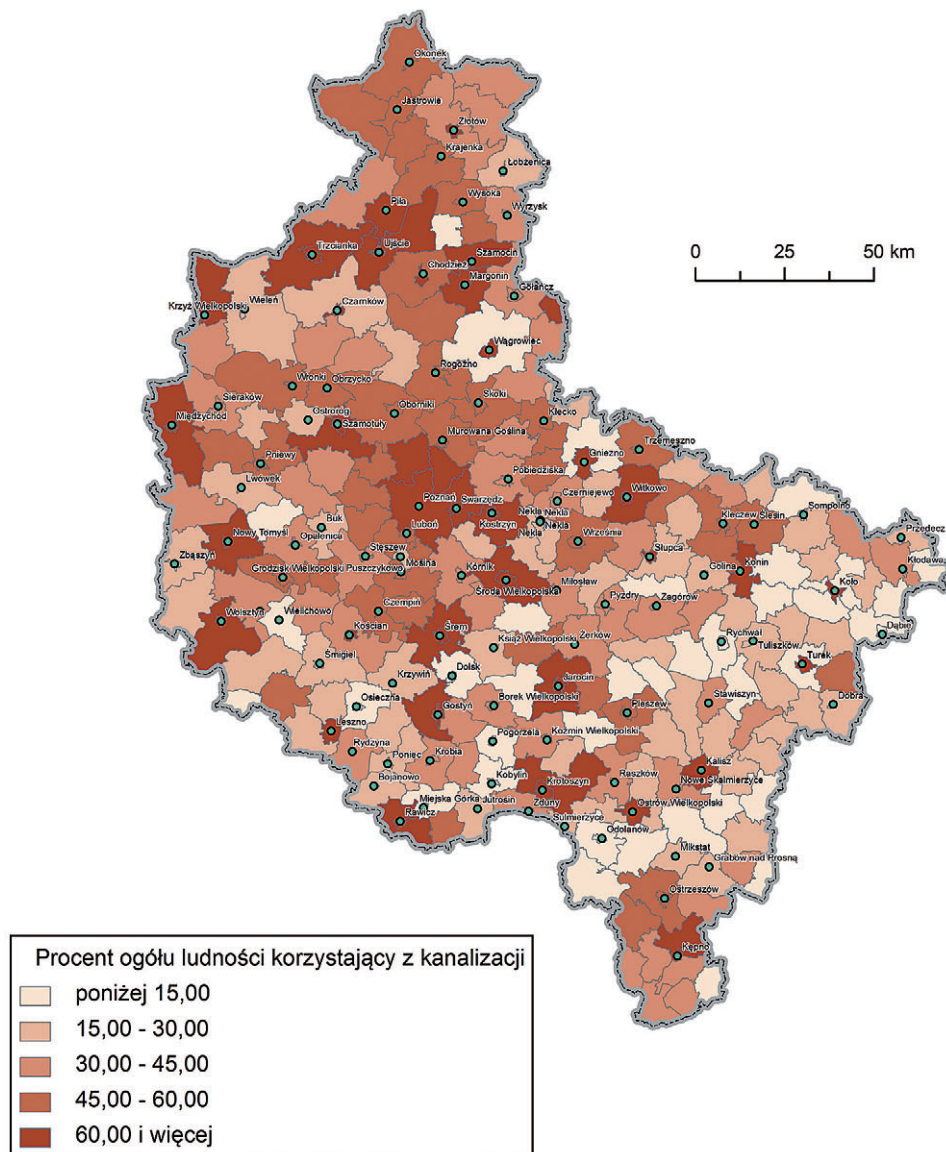 Okonek
Jastrowie
Złotów
Krajenka
Łobżenica
Wysoka
Piła
Wyrzysk
0 30 50 km
Trzcianka
Ujście
Szamocin
Chodzież
Margonin
Gołańcz
Krzyż Wielkopolski
Wieleń
Czarnków
Wągrowiec
Rogoźno
Wronki
Obrzycko
Sieraków
Skoki
Międzychód
Ostroróg
Oborniki
Kłecko
Szamotuły
Murowana Goślina
Trzemeszno
Pniewy
Gniezno
Pobiedziska
Lwówek
Witkowo
Poznań
Swarzędz
Czerniejewo
Sompolno
Buk
Luboń
Kostrzyn
Nekla
Nekla
Nekla
Kleczew
Ślesin
Przedecz
Nowy Tomyśl
Opalenica
Września
Zbąszyń
Stęszew
Słupca
Kłodawa
Grodzisk Wielkopolski
Puszczykowo
Mosina
Kórnik
Golina
Konin
Koło
Środa Wielkopolska
Miłosław
Wolsztyn
Wielichowo
Czempiń
Pyzdry
Zagórów
Kościan
Śrem
Dąbie
Książ Wielkopolski
Żerków
Rychwał
Tuliszków
Śmigiel
Dolsk
Turek
Krzywiń
Jarocin
Osieczna
Borek Wielkopolski
Stawiszyn
Dobra
Gostyń
Pleszew
Leszno
Pogorzela
Koźmin Wielkopolski
Rydzyna
Poniec
Krobia
Kalisz
Bojanowo
Kobylin
Krotoszyn
Raszków
Nowe Skalmierzyce
Miejska Górka
Jutrosin
Zduny
Ostrów Wielkopolski
Rawicz
Sulmierzyce
Odolanów
Mikstat
Grabów nad Prosną
Ostrzeszów
Kępno
Procent ogółu ludności korzystający z kanalizacji
poniżej 15,00
15,00 - 30,00
30,00 - 45,00
45,00 - 60,00
60,00 i więcej